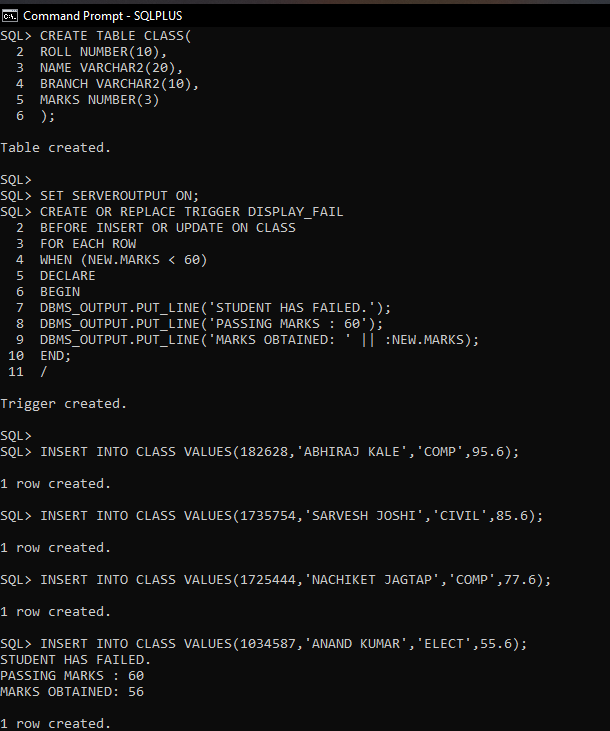 Command Prompt - SQLPLUS
SQL> CREATE TABLE CLASS(
  2  ROLL NUMBER(10),
  3  NAME VARCHAR2(20),
  4  BRANCH VARCHAR2(10),
  5  MARKS NUMBER(3)
  6  );
Table created.
SQL>
SQL> SET SERVEROUTPUT ON;
SQL> CREATE OR REPLACE TRIGGER DISPLAY_FAIL
  2  BEFORE INSERT OR UPDATE ON CLASS
  3  FOR EACH ROW
  4  WHEN (NEW.MARKS < 60)
  5  DECLARE
  6  BEGIN
  7  DBMS_OUTPUT.PUT_LINE('STUDENT HAS FAILED.');
  8  DBMS_OUTPUT.PUT_LINE('PASSING MARKS : 60');
  9  DBMS_OUTPUT.PUT_LINE('MARKS OBTAINED: ' || :NEW.MARKS);
 10  END;
 11  /
Trigger created.
SQL>
SQL> INSERT INTO CLASS VALUES(182628,'ABHIRAJ KALE','COMP',95.6);
1 row created.
SQL> INSERT INTO CLASS VALUES(1735754,'SARVESH JOSHI','CIVIL',85.6);
1 row created.
SQL> INSERT INTO CLASS VALUES(1725444,'NACHIKET JAGTAP','COMP',77.6);
1 row created.
SQL> INSERT INTO CLASS VALUES(1034587,'ANAND KUMAR','ELECT',55.6);
STUDENT HAS FAILED.
PASSING MARKS : 60
MARKS OBTAINED: 56
1 row created.